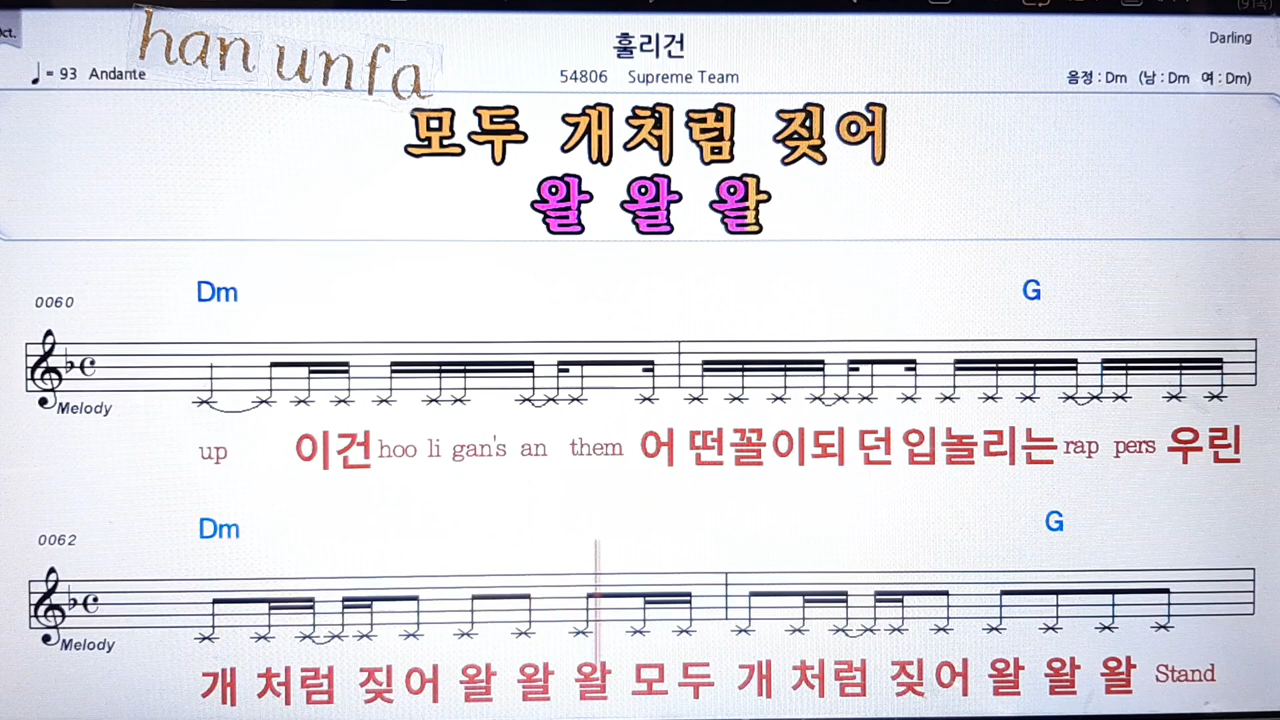 ct.
han unfa
훌리건
Darling
♩= 93 Andante
54806 Supreme Team
음정 : Dm (남 : Dm 여 : Dm)
모두 개처럼 짖어
왈 왈 왈
Dm G
0060
Melody
up 이건 hoo li gan's an them 어 떤꼴이되 던 입놀리는 rap pers 우린
Dm G
0062
Melody
개 처럼 짖어 왈 왈 왈 모두 개 처럼 짖어 왈 왈 왈 Stand